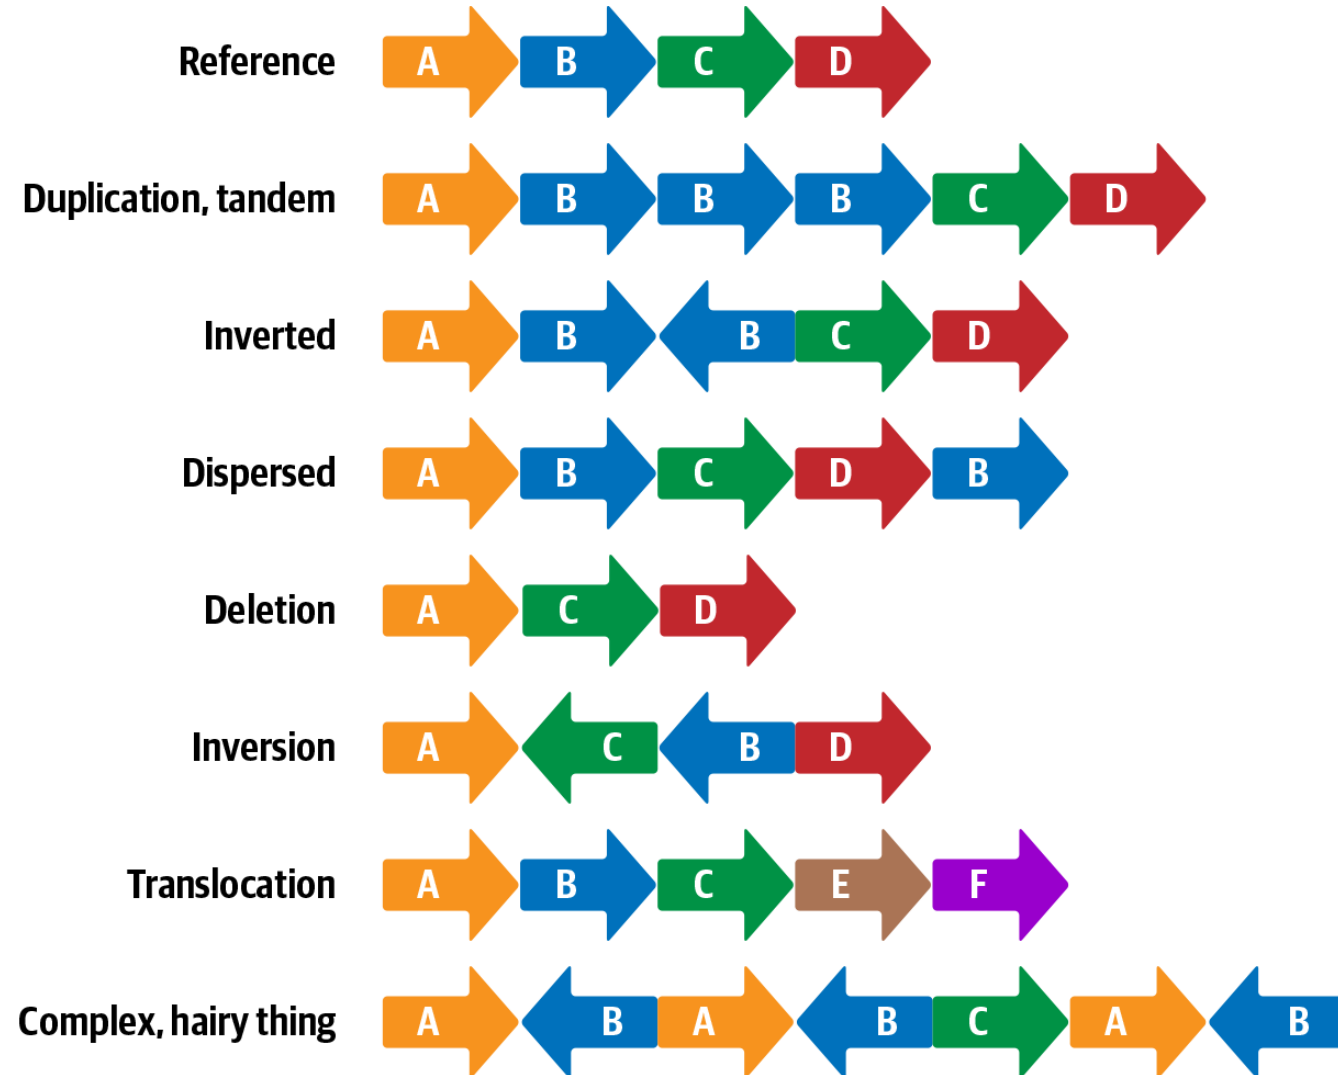 Reference A B C D
Duplication, tandem A B B B C D
Inverted A B B C D
Dispersed A B C D B
Deletion A C D
Inversion A C B D
Translocation A B C E F
Complex, hairy thing A B A B C A B